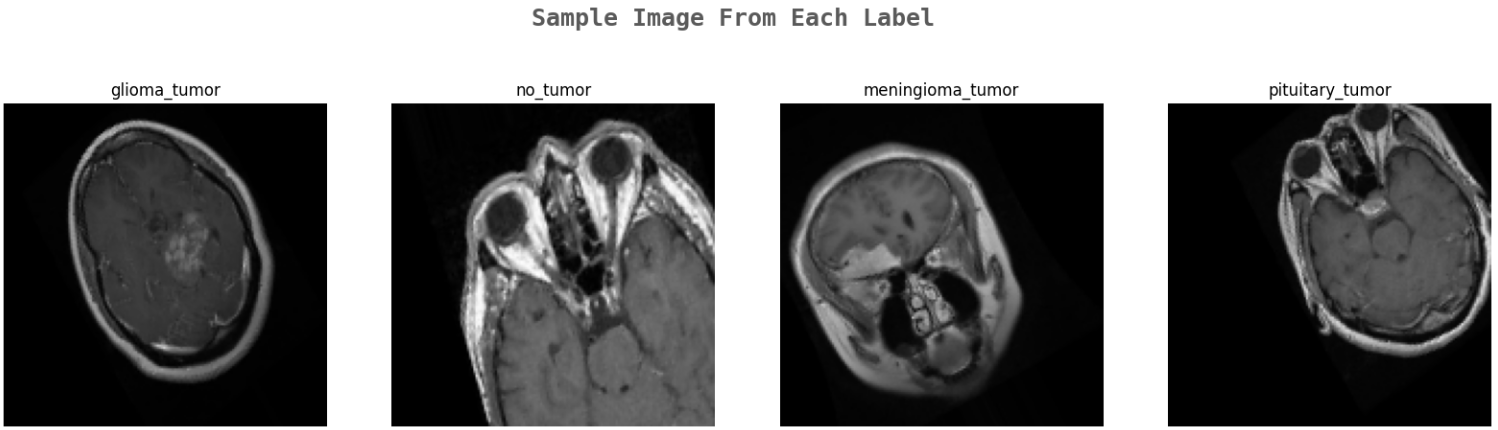 Sample Image From Each Label
glioma_tumor
no_tumor
meningioma_tumor
pituitary_tumor